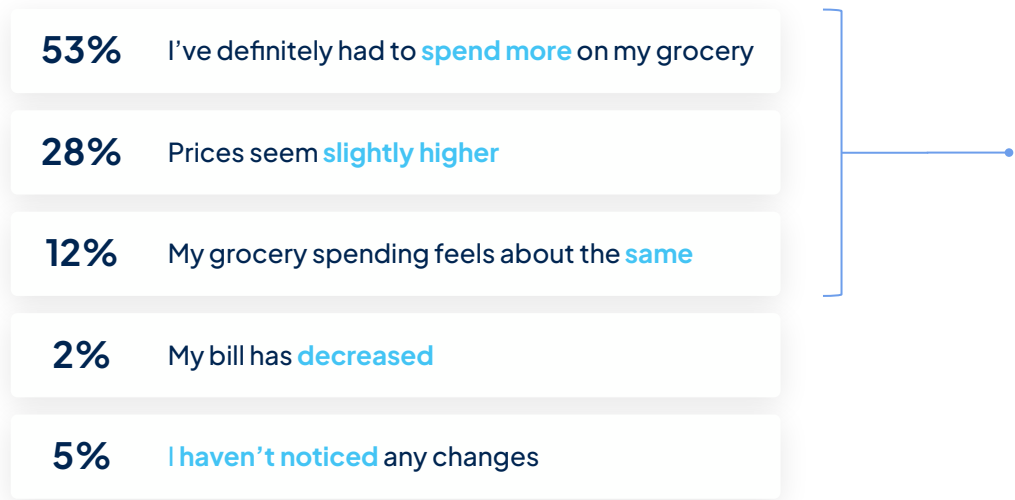 53% I’ve definitely had to spend more on my grocery
28% Prices seem slightly higher
12% My grocery spending feels about the same
2% My bill has decreased
5% I haven’t noticed any changes